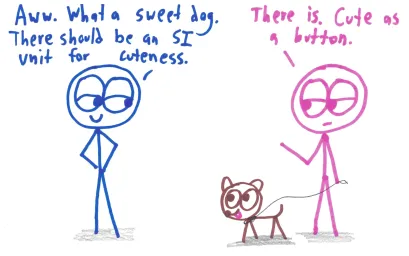 Aww. What a sweet dog.
There should be an SI
unit for cuteness.
There is. Cute as
a button.